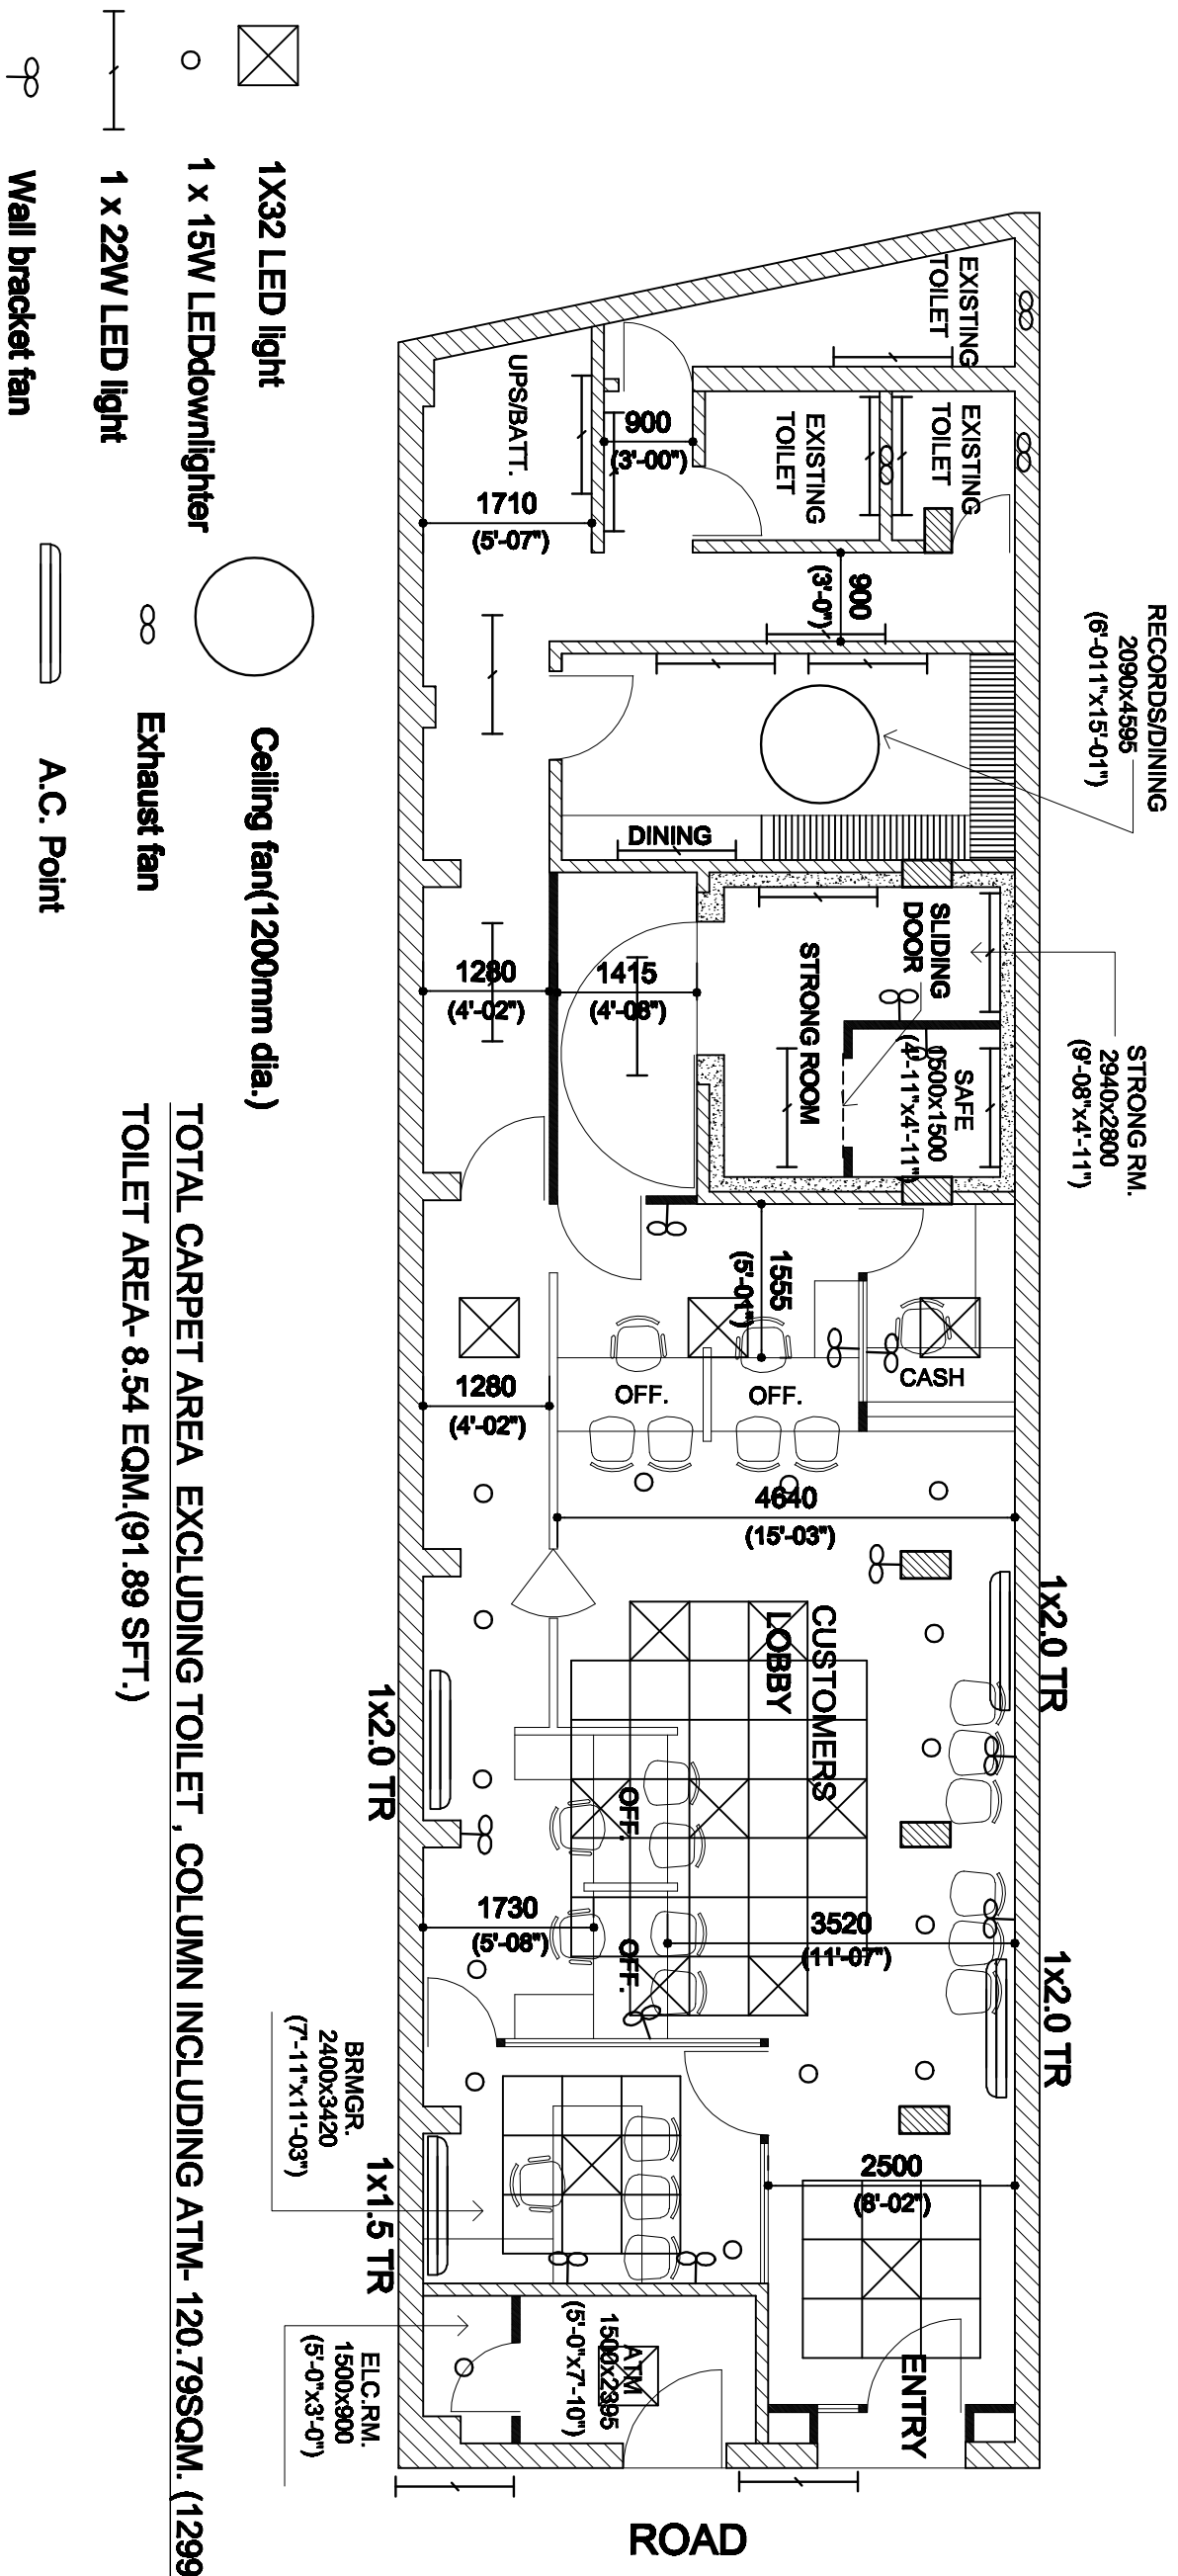 EXISTING
TOILET
EXISTING
TOILET
EXISTING
TOILET
UPS/BATT.
900
(3'-00")
1710
(5'-07")
900
(3'-0")
RECORDS/DINING
2090x4595
(6'-011"x15'-01")
DINING
STRONG RM.
2940x2800
(9'-08"x4'-11")
SLIDING
DOOR
STRONG ROOM
SAFE
1500x1500
(4'-11"x4'-11")
1280
(4'-02")
1415
(4'-08")
1555
(5'-01")
1280
(4'-02")
OFF.
OFF.
CASH
4640
(15'-03")
1x2.0 TR
CUSTOMERS
LOBBY
1x2.0 TR
OFF.
OFF.
1730
(5'-08")
3520
(11'-07")
1x2.0 TR
BRMGR.
2400x3420
(7'-11"x11'-03")
1x1.5 TR
2500
(8'-02")
ENTRY
ATM
1500x2395
(5'-0"x7'-10")
ELC.RM.
1500x900
(5'-0"x3'-0")
ROAD
1X32 LED light
1 x 15W LEDdownlighter
1 x 22W LED light
Wall bracket fan
Ceiling fan(1200mm dia.)
Exhaust fan
A.C. Point
TOTAL CARPET AREA EXCLUDING TOILET , COLUMN INCLUDING ATM- 120.79SQM. (1299
TOILET AREA- 8.54 EQM.(91.89 SFT.)